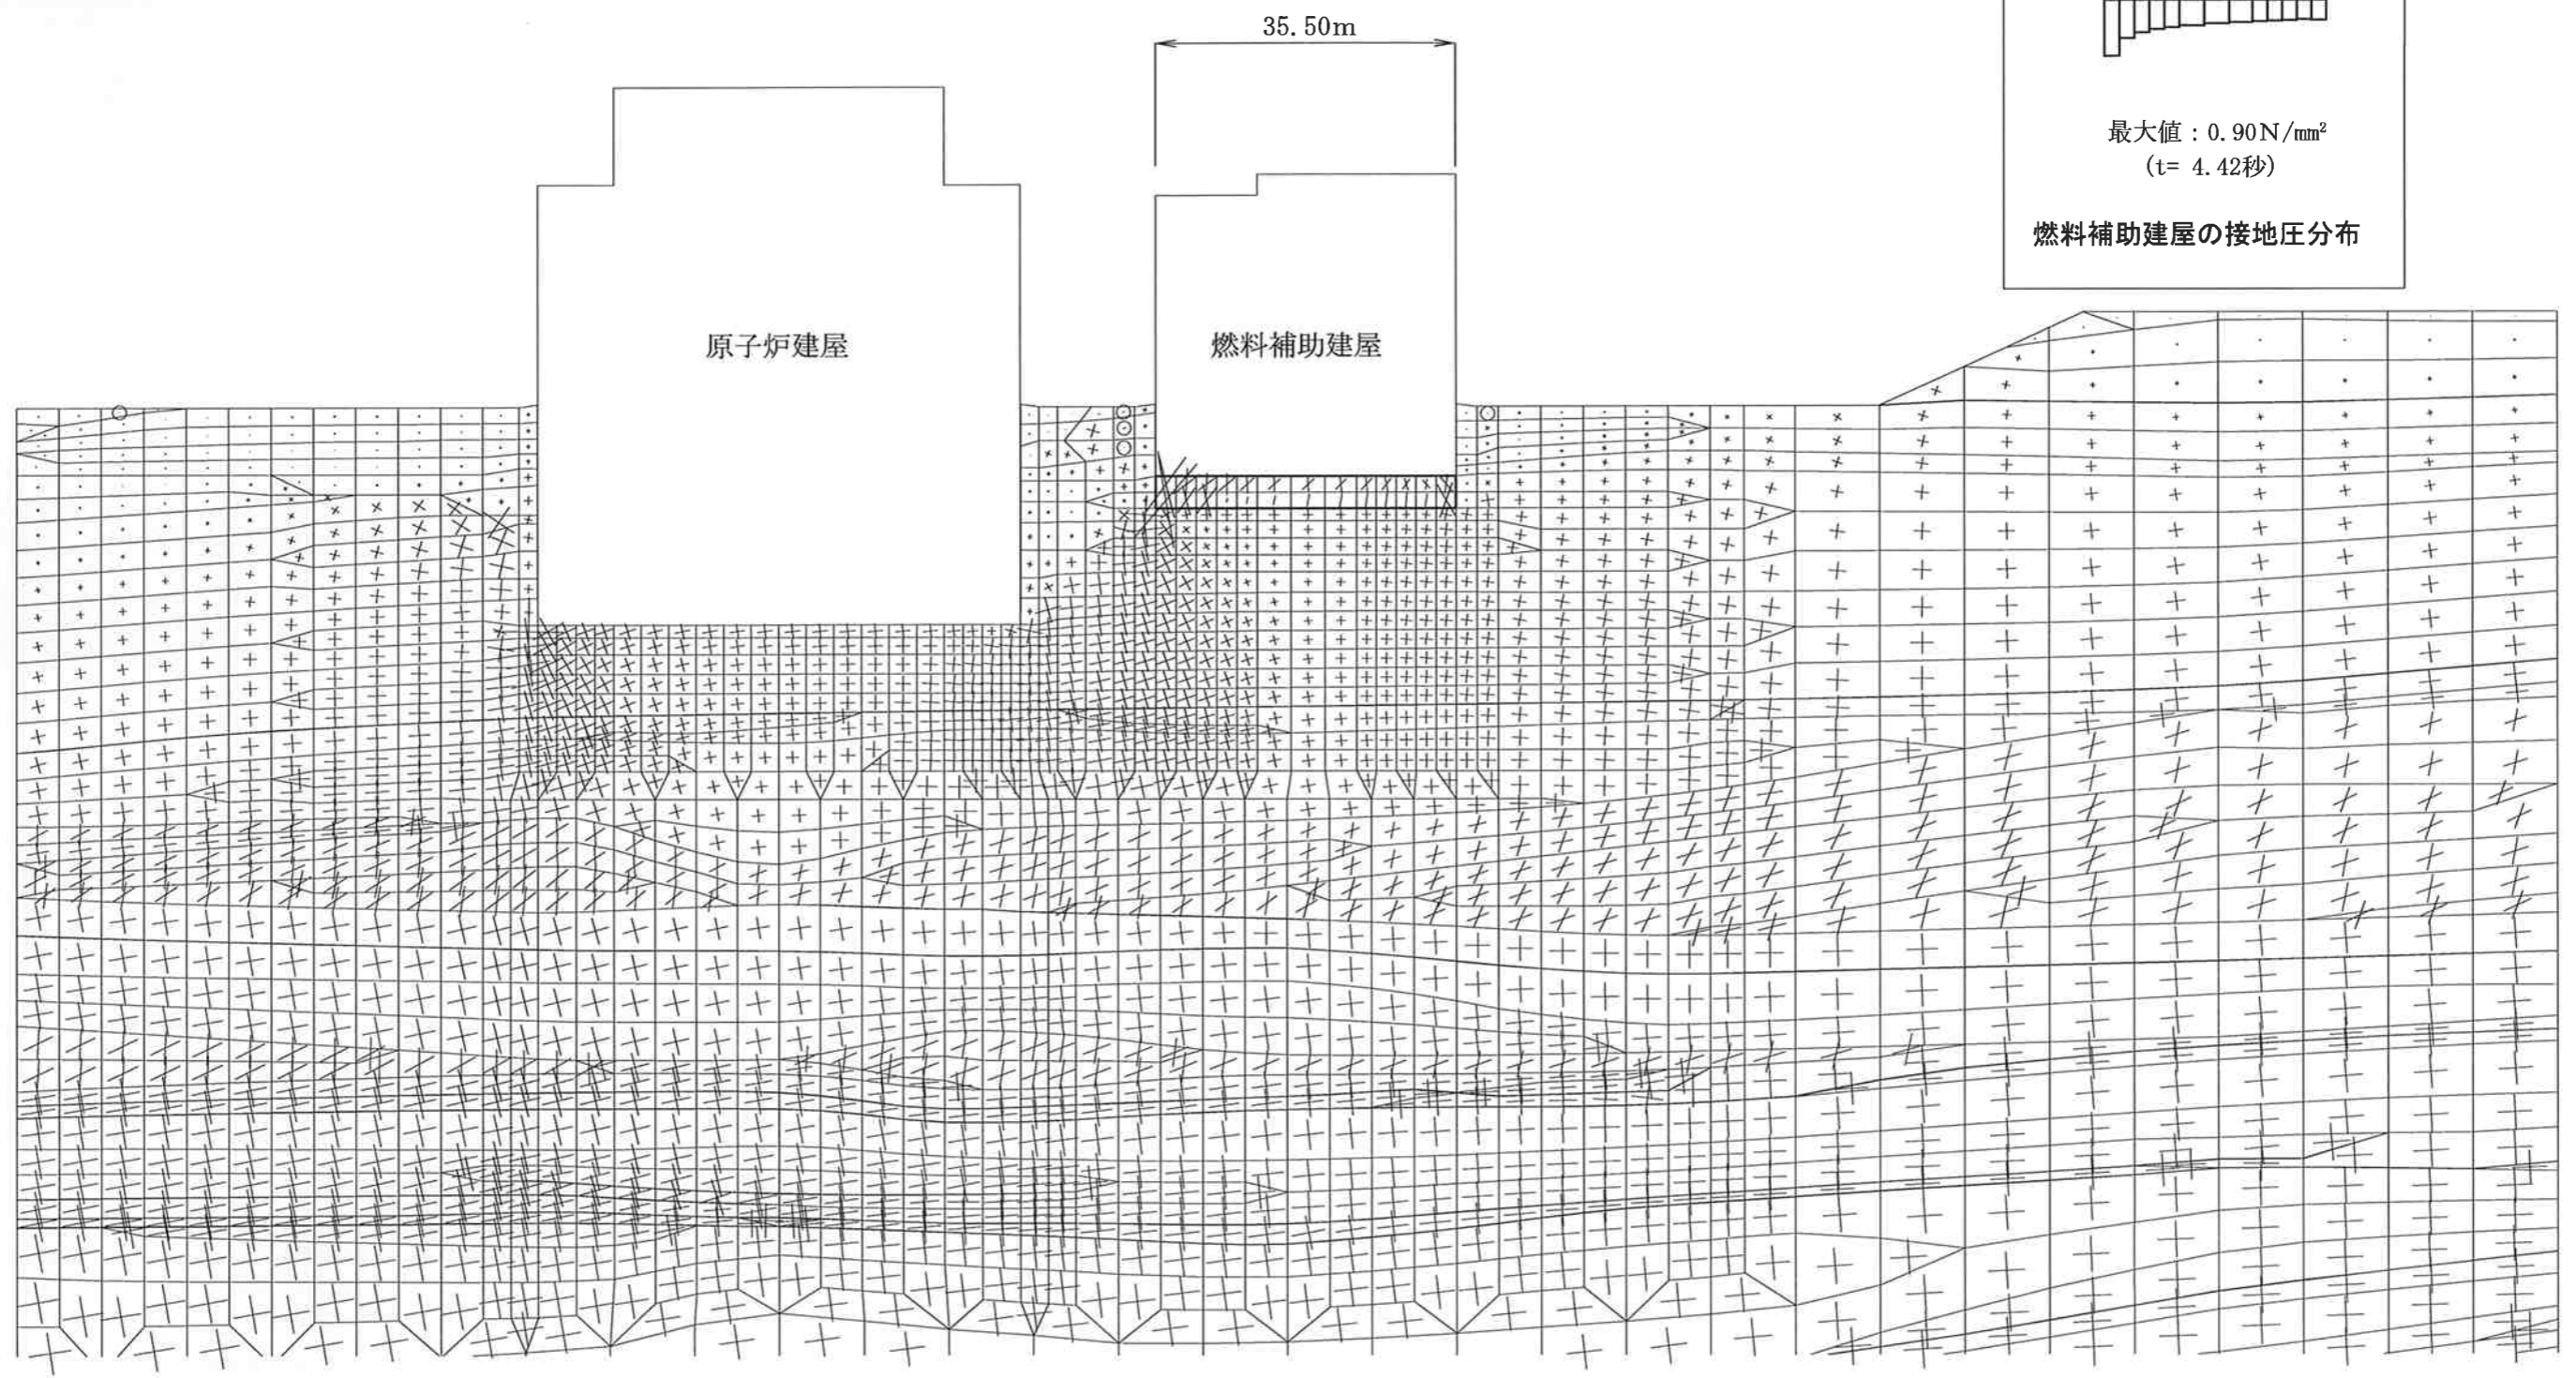 35.50m
最大値：0.90N/mm²
(t= 4.42秒)
燃料補助建屋の接地圧分布
原子炉建屋
燃料補助建屋